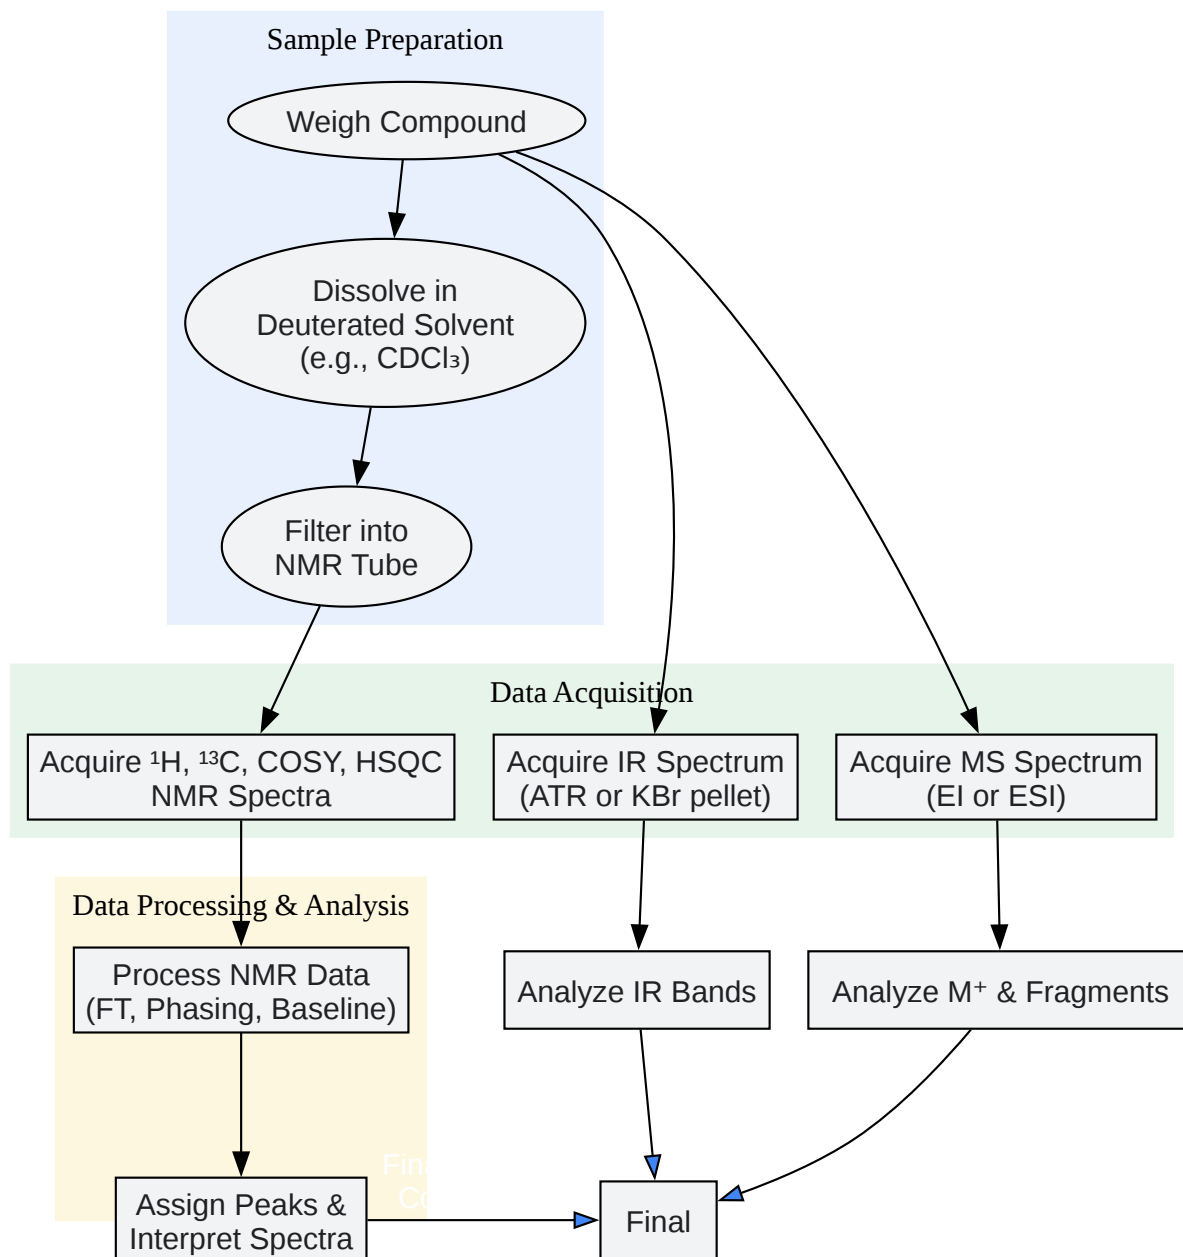 Sample Preparation
Weigh Compound
Dissolve in
Deuterated Solvent
(e.g., CDCl₃)
Filter into
NMR Tube
Data Acquisition
Acquire ¹H, ¹³C, COSY, HSQC
NMR Spectra
Acquire IR Spectrum
(ATR or KBr pellet)
Acquire MS Spectrum
(EI or ESI)
Data Processing & Analysis
Process NMR Data
(FT, Phasing, Baseline)
Analyze IR Bands
Analyze M⁺ & Fragments
Assign Peaks &
Interpret Spectra
Final